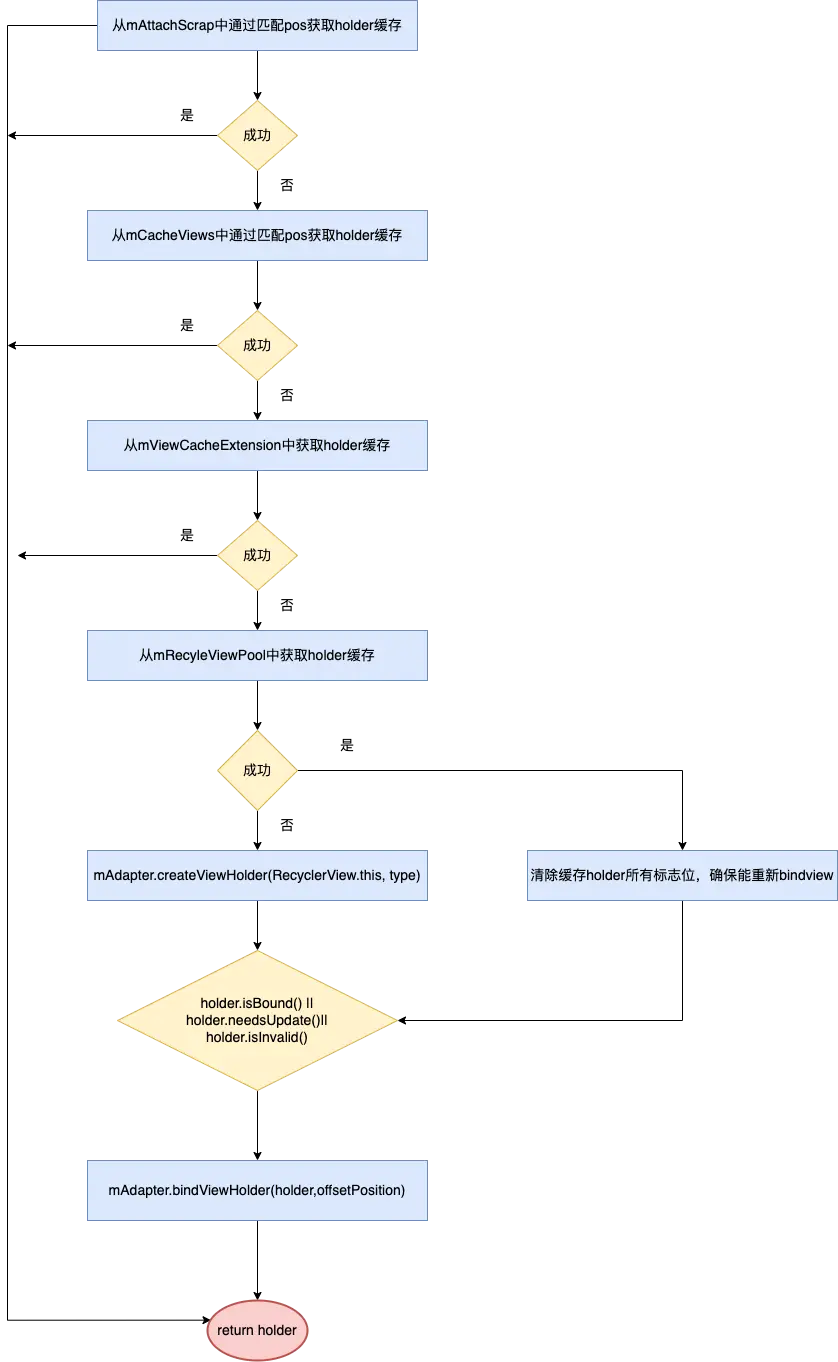 从mAttachScrap中通过匹配pos获取holder缓存
是
成功
否
从mCacheViews中通过匹配pos获取holder缓存
是
成功
否
从mViewCacheExtension中获取holder缓存
是
成功
否
从mRecyleViewPool中获取holder缓存
是
成功
否
mAdapter.createViewHolder(RecyclerView.this, type)
清除缓存holder所有标志位，确保能重新bindview
holder.isBound() ||
holder.needsUpdate()||
holder.isInvalid()
mAdapter.bindViewHolder(holder,offsetPosition)
return holder